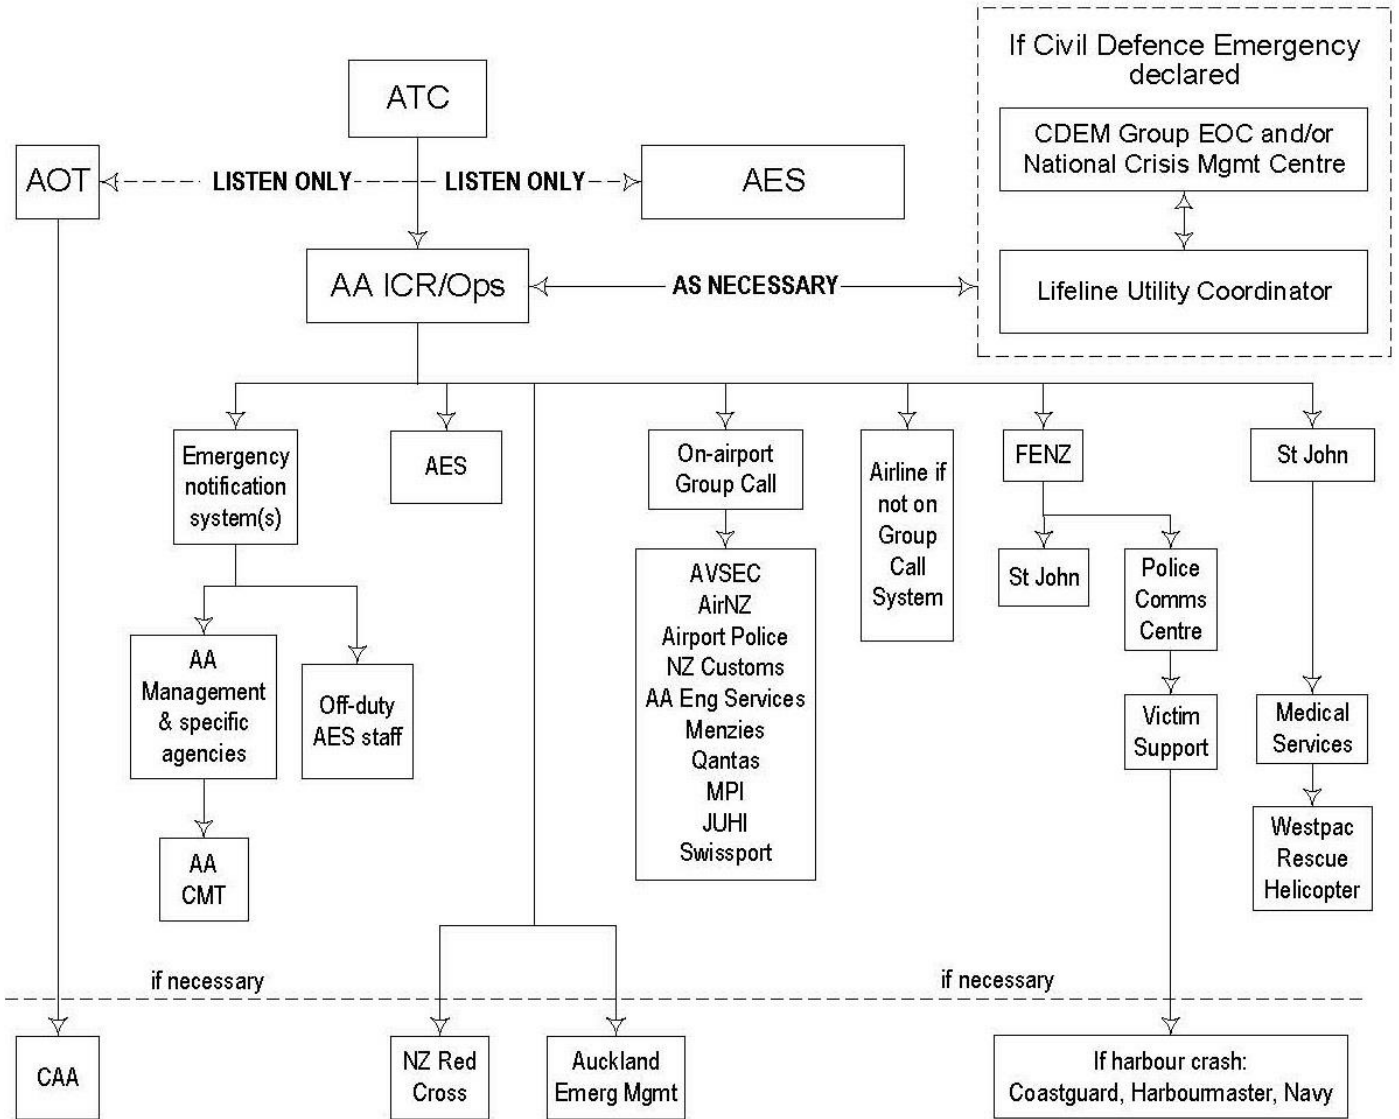 If Civil Defence Emergency
declared
ATC
CDEM Group EOC and/or
National Crisis Mgmt Centre
AOT
LISTEN ONLY
LISTEN ONLY
AES
AA ICR/Ops
AS NECESSARY
Lifeline Utility Coordinator
Emergency
notification
system(s)
AES
On-airport
Group Call
Airline if
not on
Group
Call
System
FENZ
St John
AVSEC
AirNZ
Airport Police
NZ Customs
AA Eng Services
Menzies
Qantas
MPI
JUHI
Swissport
St John
Police
Comms
Centre
AA
Management
& specific
agencies
Off-duty
AES staff
Victim
Support
Medical
Services
AA
CMT
Westpac
Rescue
Helicopter
if necessary
if necessary
CAA
NZ Red
Cross
Auckland
Emerg Mgmt
If harbour crash:
Coastguard, Harbourmaster, Navy